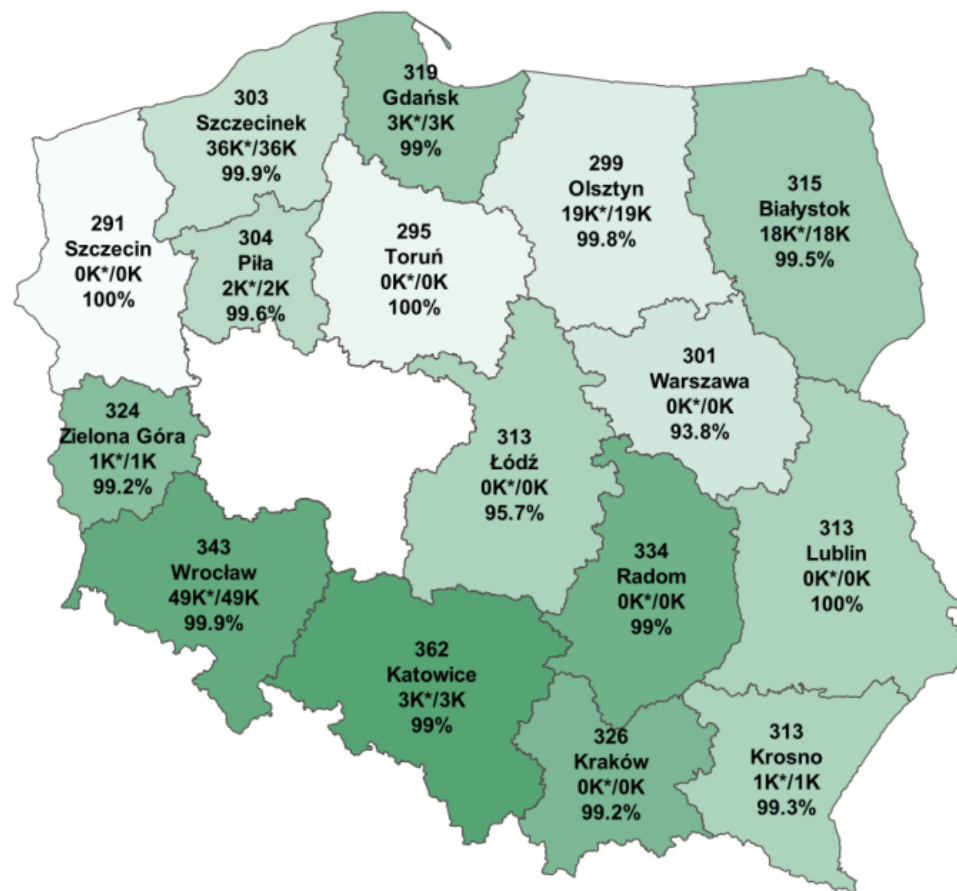 319
Gdańsk
3K*/3K
99%
303
Szczecinek
36K*/36K
99.9%
299
Olsztyn
19K*/19K
99.8%
315
Białystok
18K*/18K
99.5%
291
Szczecin
0K*/0K
100%
304
Piła
2K*/2K
99.6%
295
Toruń
0K*/0K
100%
301
Warszawa
0K*/0K
93.8%
324
Zielona Góra
1K*/1K
99.2%
313
Łódź
0K*/0K
95.7%
313
Lublin
0K*/0K
100%
343
Wrocław
49K*/49K
99.9%
334
Radom
0K*/0K
99%
362
Katowice
3K*/3K
99%
326
Kraków
0K*/0K
99.2%
313
Krosno
1K*/1K
99.3%